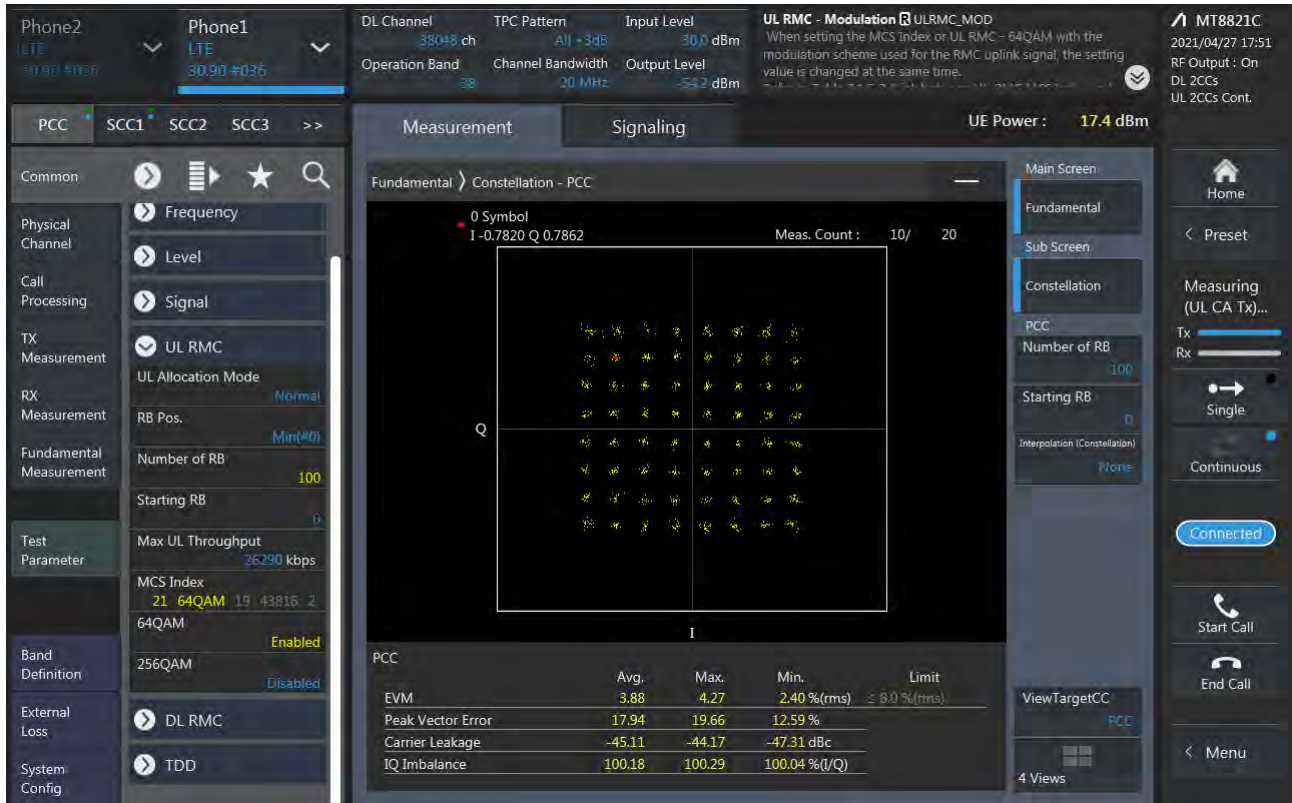 Phone2
LTE
30.90 #036
Phone1
LTE
30.90 #036
DL Channel
38048 ch
Operation Band
38
TPC Pattern
All +3dB
Channel Bandwidth
20 MHz
Input Level
30.0 dBm
Output Level
-54.2 dBm
UL RMC - Modulation R ULRMC_MOD
When setting the MCS Index or UL RMC - 64QAM with the
modulation scheme used for the RMC uplink signal, the setting
value is changed at the same time.
MT8821C
2021/04/27 17:51
RF Output : On
DL 2CCs
UL 2CCs Cont.
PCC SCC1 SCC2 SCC3 >>
Measurement
Signaling
UE Power : 17.4 dBm
Common
Physical
Channel
Call
Processing
TX
Measurement
RX
Measurement
Fundamental
Measurement
Test
Parameter
Band
Definition
External
Loss
System
Config
Frequency
Level
Signal
UL RMC
UL Allocation Mode
Normal
RB Pos.
Min(#0)
Number of RB
100
Starting RB
0
Max UL Throughput
26290 kbps
MCS Index
21 64QAM 19 43816 2
64QAM
Enabled
256QAM
Disabled
DL RMC
TDD
Fundamental > Constellation - PCC
0 Symbol
I -0.7820 Q 0.7862
Meas. Count : 10/ 20
Q
I
PCC
Avg. Max. Min. Limit
EVM 3.88 4.27 2.40 %(rms) ≤ 8.0 %(rms)
Peak Vector Error 17.94 19.66 12.59 %
Carrier Leakage -45.11 -44.17 -47.31 dBc
IQ Imbalance 100.18 100.29 100.04 %(I/Q)
Main Screen
Fundamental
Sub Screen
Constellation
PCC
Number of RB
100
Starting RB
0
Interpolation (Constellation)
None
ViewTargetCC
PCC
4 Views
Home
< Preset
Measuring
(UL CA Tx)...
Tx
Rx
Single
Continuous
Connected
Start Call
End Call
< Menu